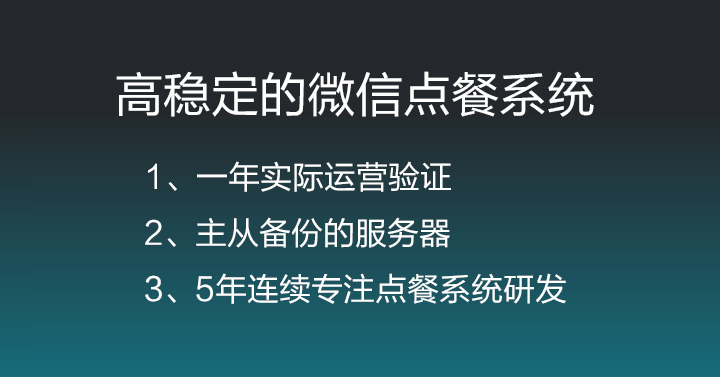 高稳定的微信点餐系统
1、一年实际运营验证
2、主从备份的服务器
3、5年连续专注点餐系统研发